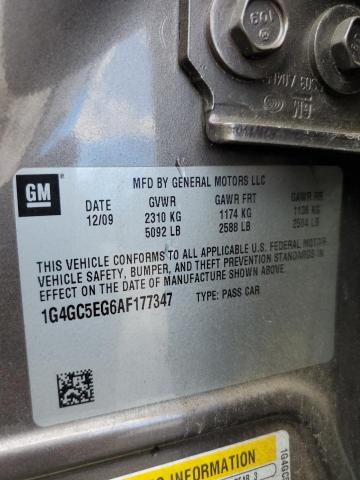 103
GM
MFD BY GENERAL MOTORS LLC
DATE GVWR GAWR FRT GAWR RR
12/09 2310 KG 1174 KG 1136 KG
5092 LB 2588 LB 2504 LB
THIS VEHICLE CONFORMS TO ALL APPLICABLE U.S. FEDERAL MOTOR
VEHICLE SAFETY, BUMPER, AND THEFT PREVENTION STANDARDS IN
EFFECT ON THE DATE OF MANUFACTURE SHOWN ABOVE.
1G4GC5EG6AF177347 TYPE: PASS CAR
INFORMATION
1G4GC5